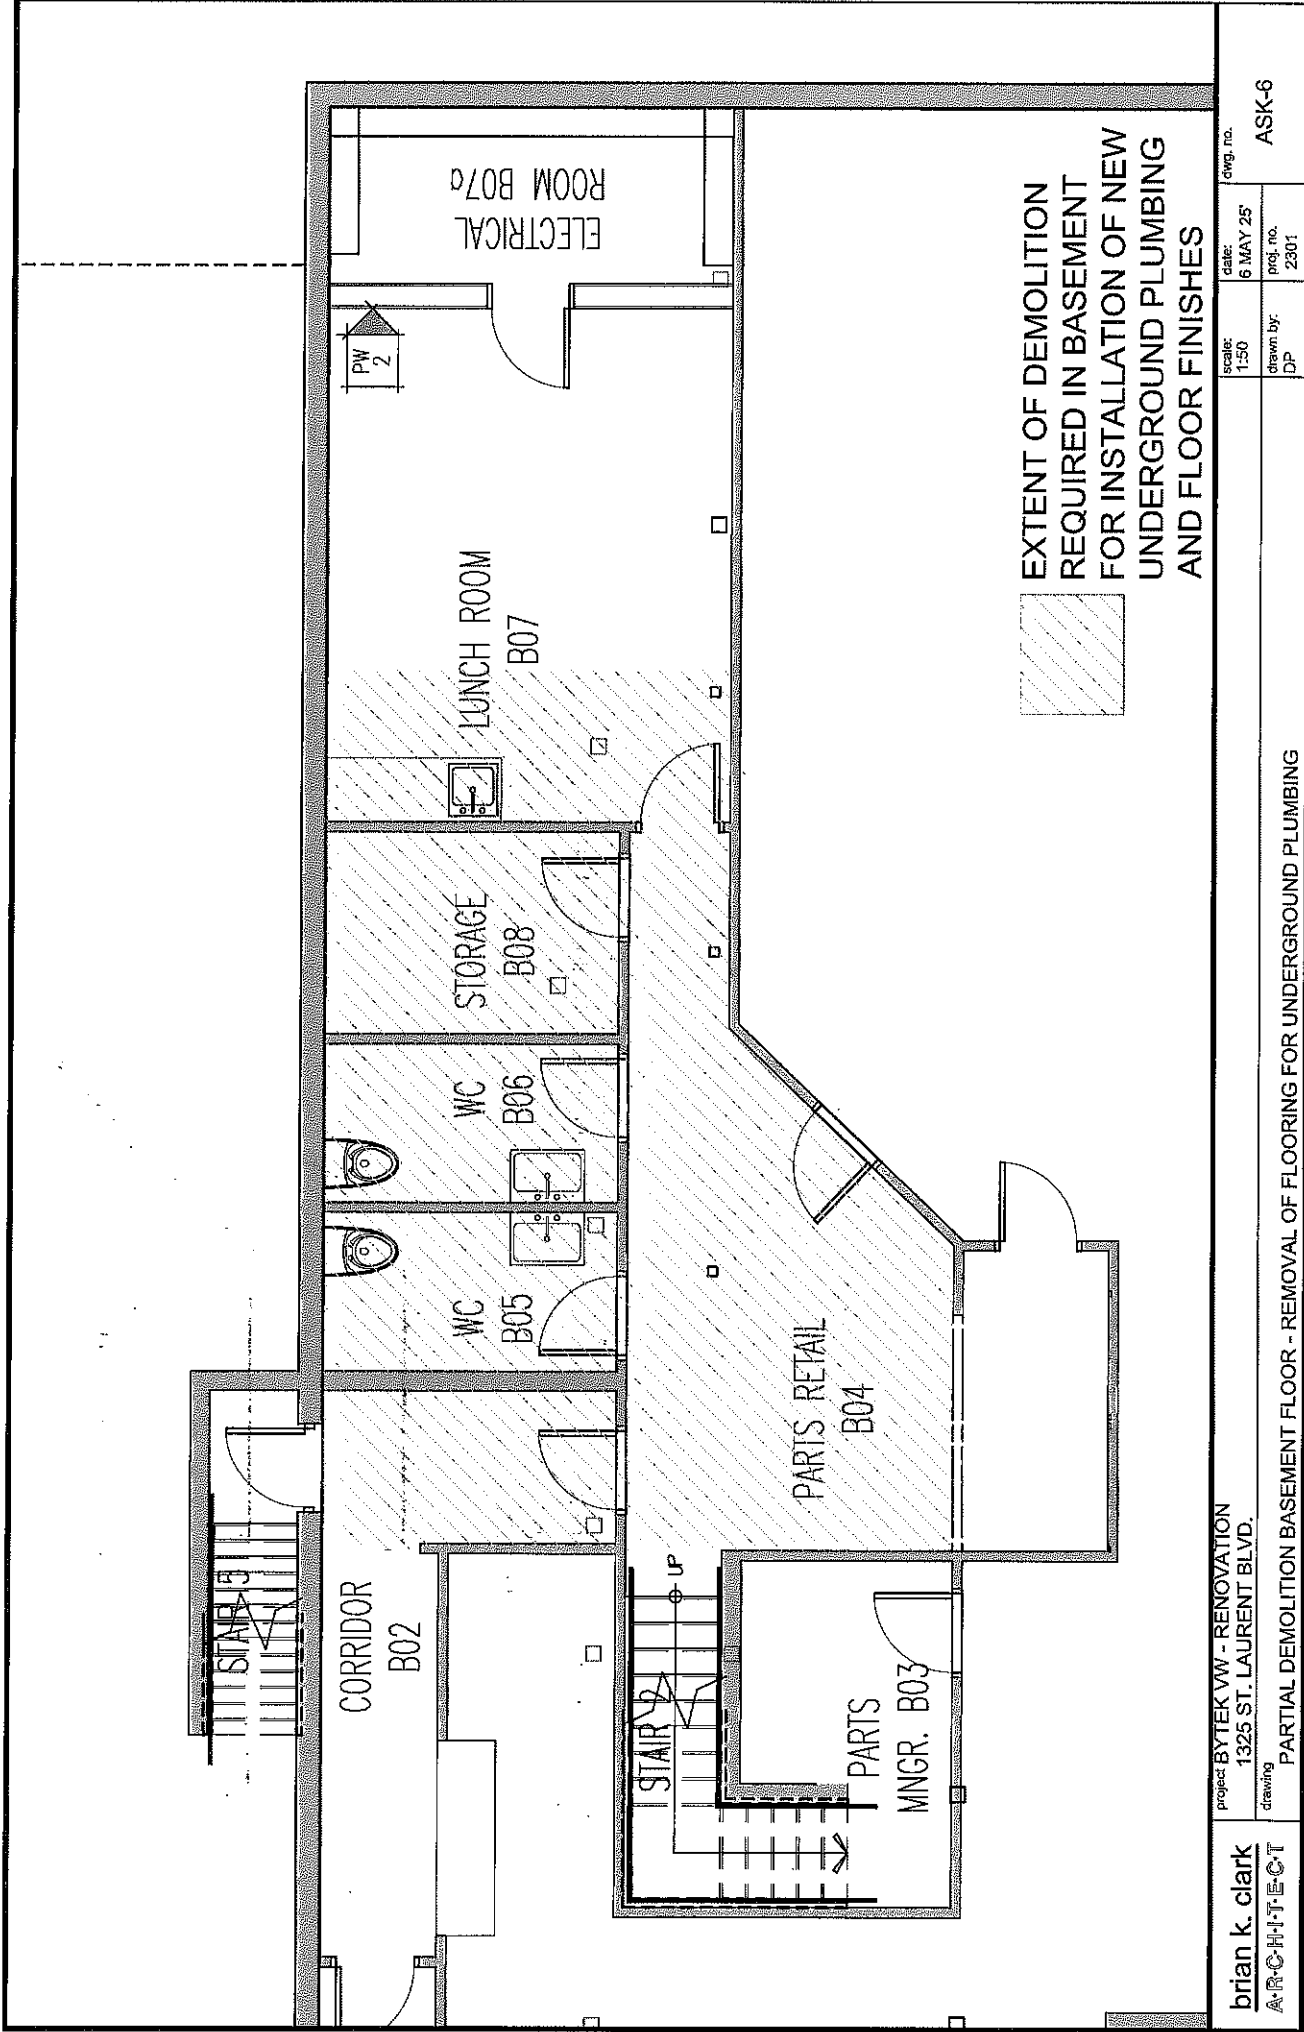 STAIR 3
CORRIDOR
B02
WC
B05
WC
B06
STORAGE
B08
LUNCH ROOM
B07
PW
2
ELECTRICAL
ROOM B07a
STAIR 2
UP
PARTS
MNGR. B03
PARTS RETAIL
B04
EXTENT OF DEMOLITION
REQUIRED IN BASEMENT
FOR INSTALLATION OF NEW
UNDERGROUND PLUMBING
AND FLOOR FINISHES
brian k. clark
A•R•C•H•I•T•E•C•T
project BYTEK VW - RENOVATION
1325 ST. LAURENT BLVD.
drawing
PARTIAL DEMOLITION BASEMENT FLOOR - REMOVAL OF FLOORING FOR UNDERGROUND PLUMBING
scale:
1:50
drawn by:
DP
date:
6 MAY 25'
proj. no.
2301
dwg. no.
ASK-6